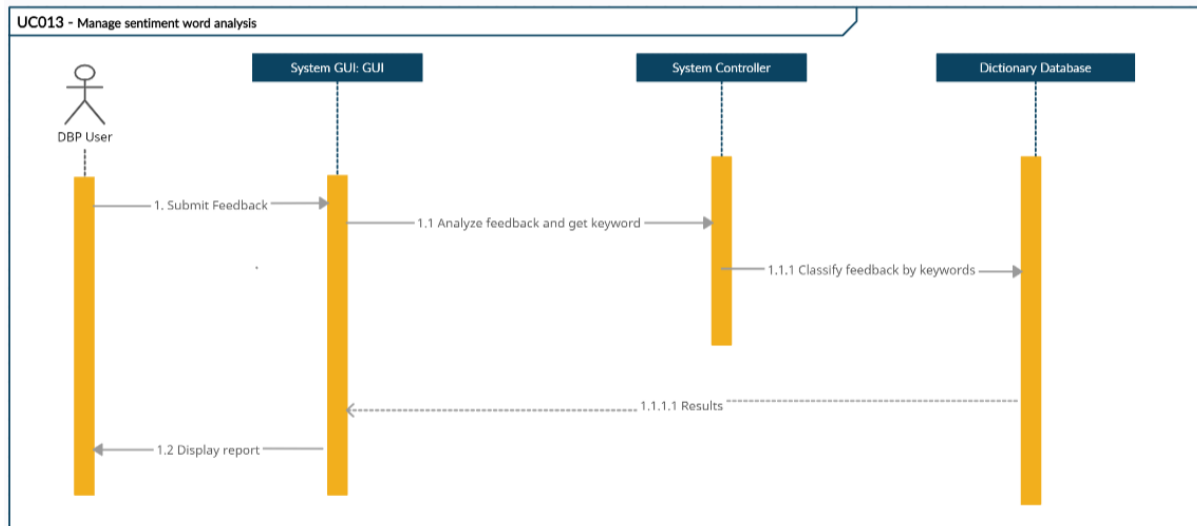 UC013 - Manage sentiment word analysis
System GUI: GUI
System Controller
Dictionary Database
DBP User
1. Submit Feedback
1.1 Analyze feedback and get keyword
1.1.1 Classify feedback by keywords
1.1.1.1 Results
1.2 Display report